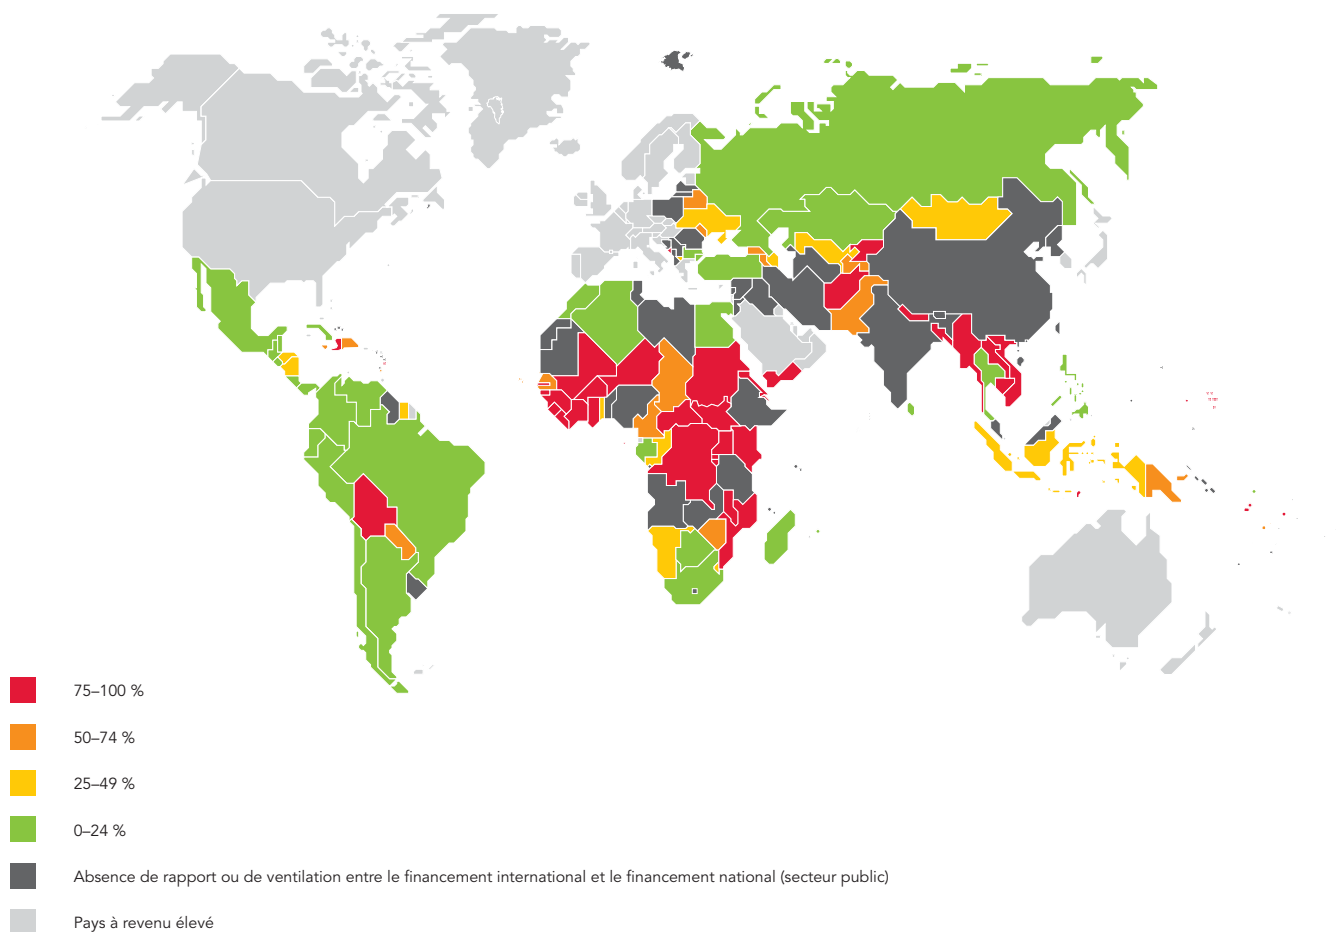 75–100 %
50–74 %
25–49 %
0–24 %
Absence de rapport ou de ventilation entre le financement international et le financement national (secteur public)
Pays à revenu élevé